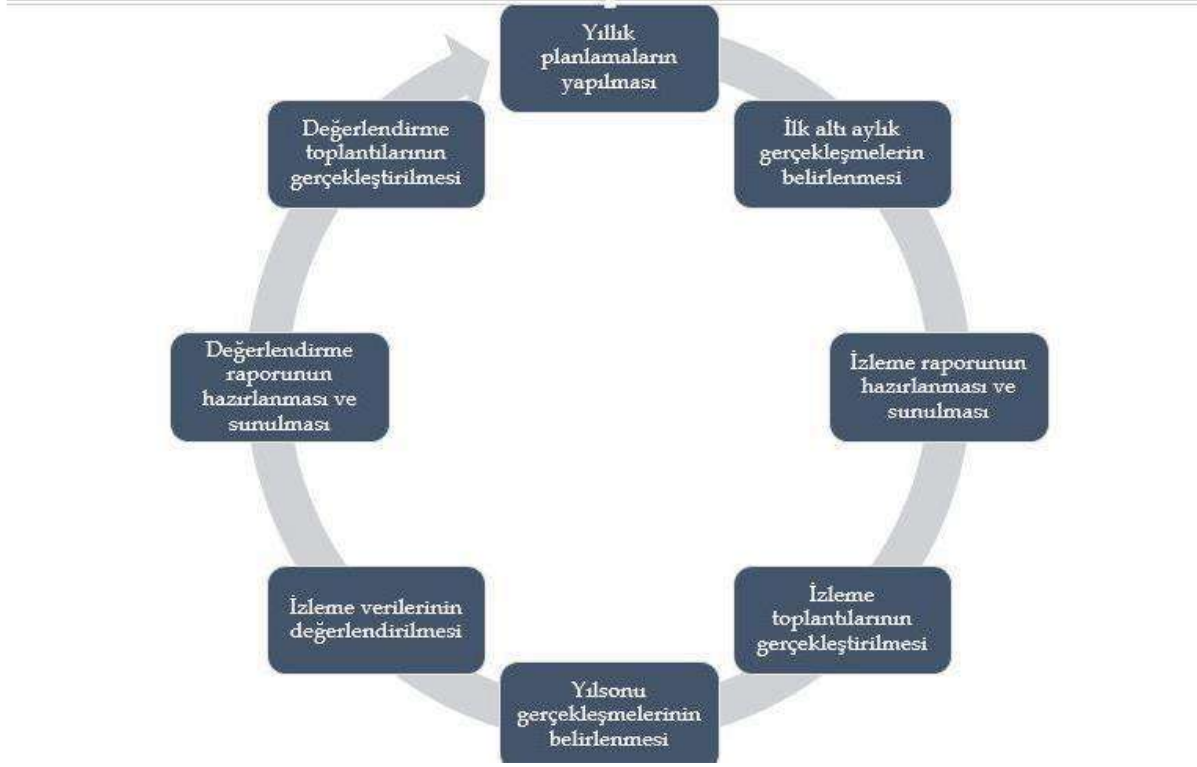 Yıllık
planlamaların
yapılması
İlk altı aylık
gerçekleşmelerin
belirlenmesi
İzleme raporunun
hazırlanması ve
sunulması
İzleme
toplantılarının
gerçekleştirilmesi
Yılsonu
gerçekleşmelerinin
belirlenmesi
İzleme verilerinin
değerlendirilmesi
Değerlendirme
raporunun
hazırlanması ve
sunulması
Değerlendirme
toplantılarının
gerçekleştirilmesi